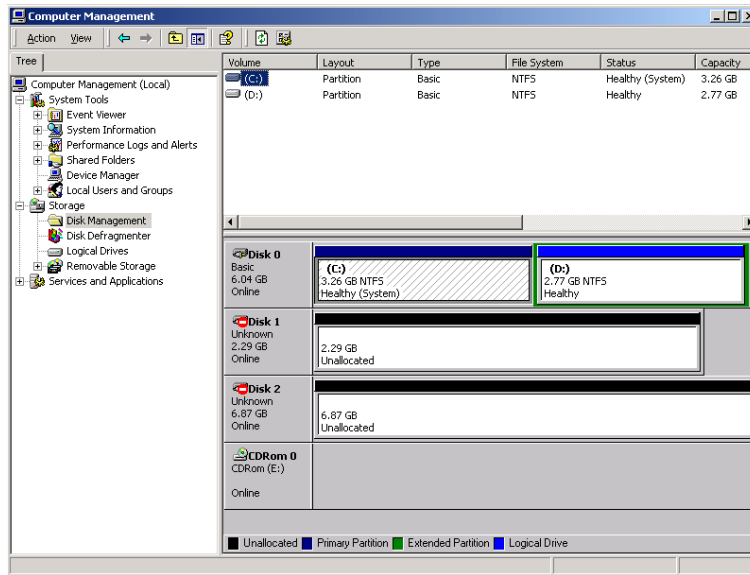 Computer Management
Action View
Tree
Computer Management (Local)
System Tools
Event Viewer
System Information
Performance Logs and Alerts
Shared Folders
Device Manager
Local Users and Groups
Storage
Disk Management
Disk Defragmenter
Logical Drives
Removable Storage
Services and Applications
Volume Layout Type File System Status Capacity
(C:) Partition Basic NTFS Healthy (System) 3.26 GB
(D:) Partition Basic NTFS Healthy 2.77 GB
Disk 0
Basic
6.04 GB
Online
(C:)
3.26 GB NTFS
Healthy (System)
(D:)
2.77 GB NTFS
Healthy
Disk 1
Unknown
2.29 GB
Online
2.29 GB
Unallocated
Disk 2
Unknown
6.87 GB
Online
6.87 GB
Unallocated
CDRom 0
CDRom (E:)
Online
Unallocated Primary Partition Extended Partition Logical Drive